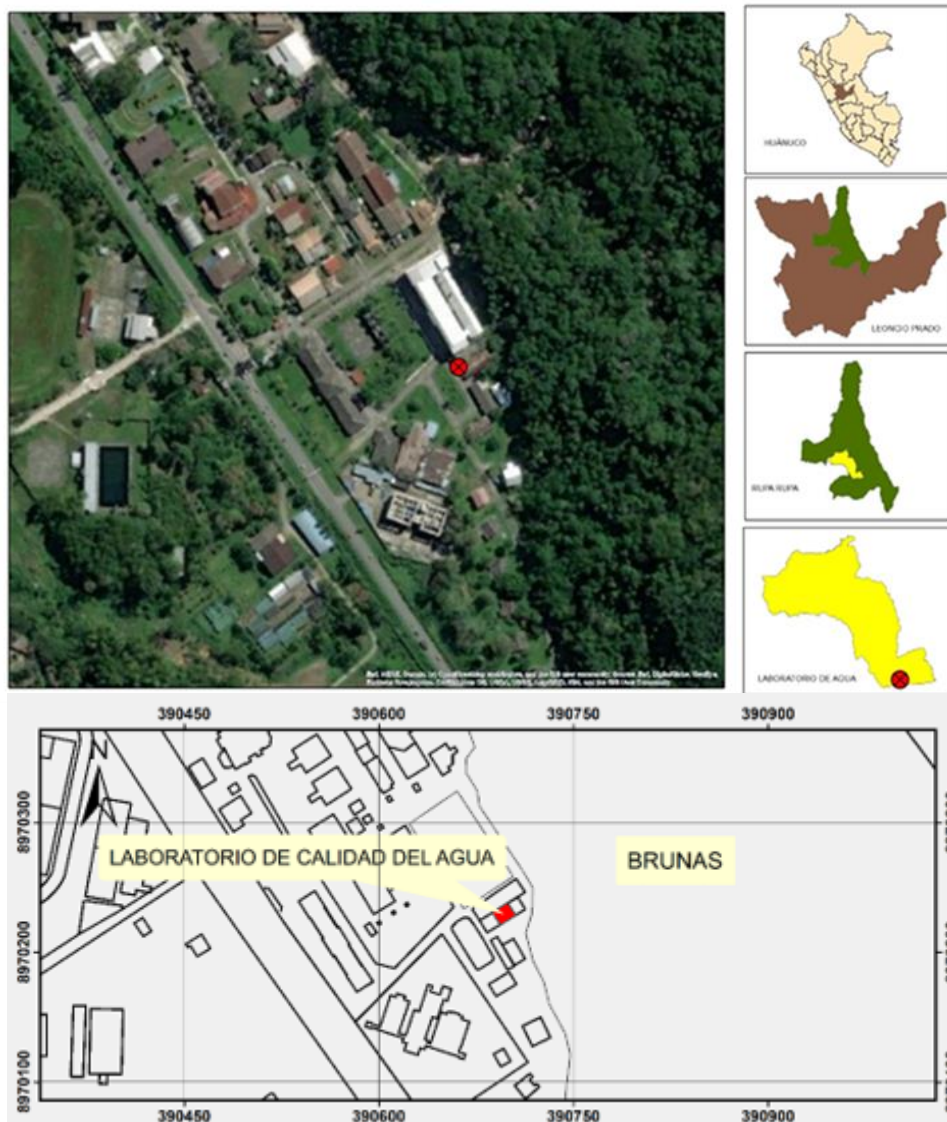 HUÁNUCO
LEONCIO PRADO
RUPA RUPA
LABORATORIO DE AGUA
390450 390600 390750 390900
N
8970300
LABORATORIO DE CALIDAD DEL AGUA
BRUNAS
8970200
8970100
390450 390600 390750 390900